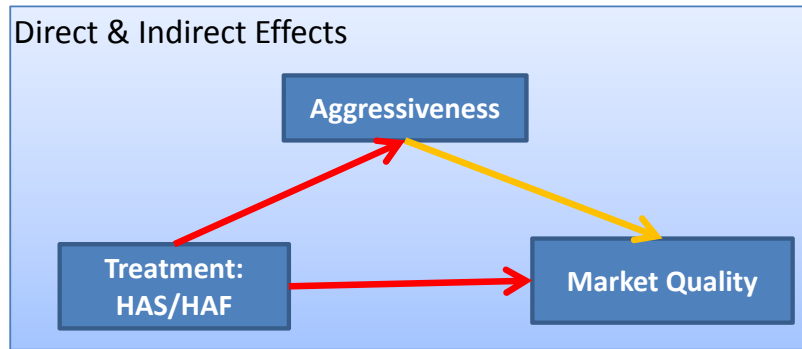 Direct & Indirect Effects
Aggressiveness
Treatment:
HAS/HAF
Market Quality